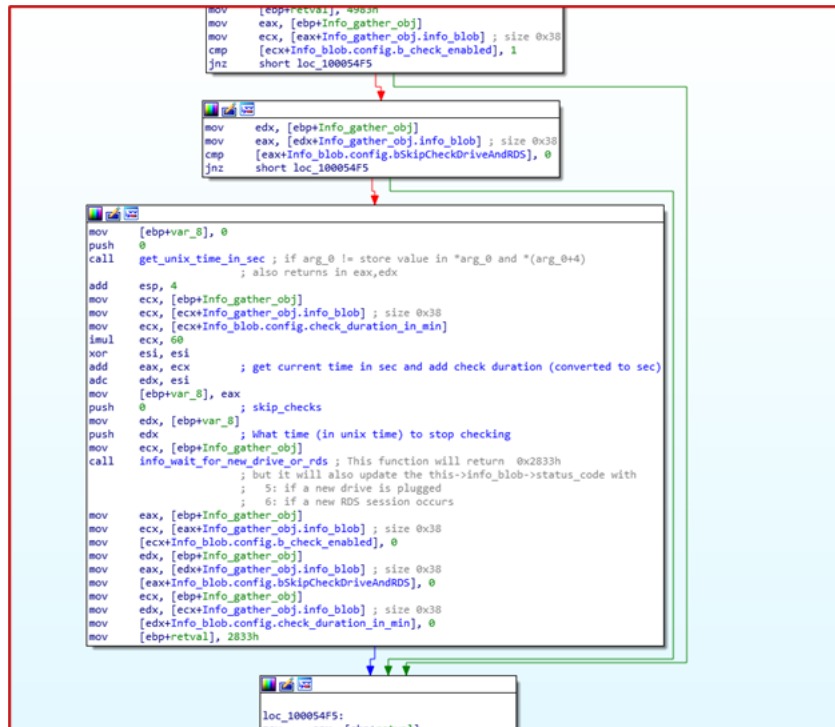 mov [ebp+retval], 4983h
mov eax, [ebp+Info_gather_obj]
mov ecx, [eax+Info_gather_obj.info_blob] ; size 0x38
cmp [ecx+Info_blob.config.b_check_enabled], 1
jnz short loc_100054F5
mov edx, [ebp+Info_gather_obj]
mov eax, [edx+Info_gather_obj.info_blob] ; size 0x38
cmp [eax+Info_blob.config.bSkipCheckDriveAndRDS], 0
jnz short loc_100054F5
mov [ebp+var_8], 0
push 0
call get_unix_time_in_sec ; if arg_0 != store value in *arg_0 and *(arg_0+4)
; also returns in eax,edx
add esp, 4
mov ecx, [ebp+Info_gather_obj]
mov ecx, [ecx+Info_gather_obj.info_blob] ; size 0x38
mov ecx, [ecx+Info_blob.config.check_duration_in_min]
imul ecx, 60
xor esi, esi
add eax, ecx ; get current time in sec and add check duration (converted to sec)
adc edx, esi
mov [ebp+var_8], eax
push 0 ; skip_checks
mov edx, [ebp+var_8]
push edx ; What time (in unix time) to stop checking
mov ecx, [ebp+Info_gather_obj]
call info_wait_for_new_drive_or_rds ; This function will return 0x2833h
; but it will also update the this->info_blob->status_code with
; 5: if a new drive is plugged
; 6: if a new RDS session occurs
mov eax, [ebp+Info_gather_obj]
mov ecx, [eax+Info_gather_obj.info_blob] ; size 0x38
mov [ecx+Info_blob.config.b_check_enabled], 0
mov edx, [ebp+Info_gather_obj]
mov eax, [edx+Info_gather_obj.info_blob] ; size 0x38
mov [eax+Info_blob.config.bSkipCheckDriveAndRDS], 0
mov ecx, [ebp+Info_gather_obj]
mov edx, [ecx+Info_gather_obj.info_blob] ; size 0x38
mov [edx+Info_blob.config.check_duration_in_min], 0
mov [ebp+retval], 2833h
loc_100054F5: